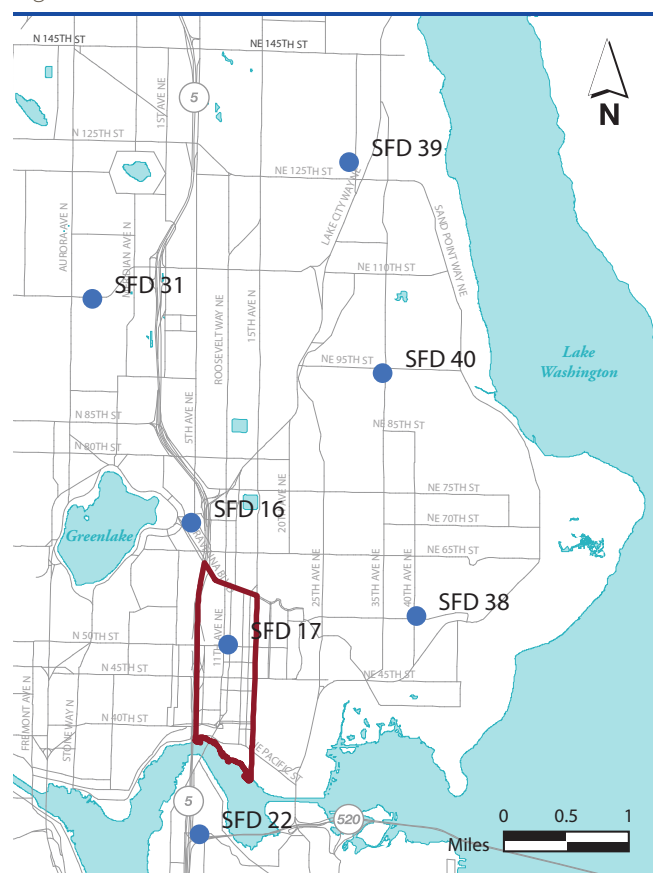 N 145TH ST
NE 145TH ST
5
1ST AVE NE
N
N 125TH ST
SFD 39
NE 125TH ST
LAKE CITY WAY NE
AURORA AVE N
SAND POINT WAY NE
NE 110TH ST
SFD 31
ROOSEVELT WAY NE
15TH AVE N
Lake
Washington
NE 95TH ST
SFD 40
5TH AVE NE
N 85TH ST
NE 85TH ST
N 80TH ST
20TH AVE NE
NE 75TH ST
SFD 16
NE 70TH ST
Greenlake
NE 65TH ST
25TH AVE NE
35TH AVE NE
40TH AVE NE
SFD 38
11TH AVE NE
SFD 17
N 50TH ST
N 45TH ST
NE 45TH ST
FREMONT AVE N
STONE WAY N
N 40TH ST
NE PACIFIC ST
5
SFD 22
520
0 0.5 1
Miles